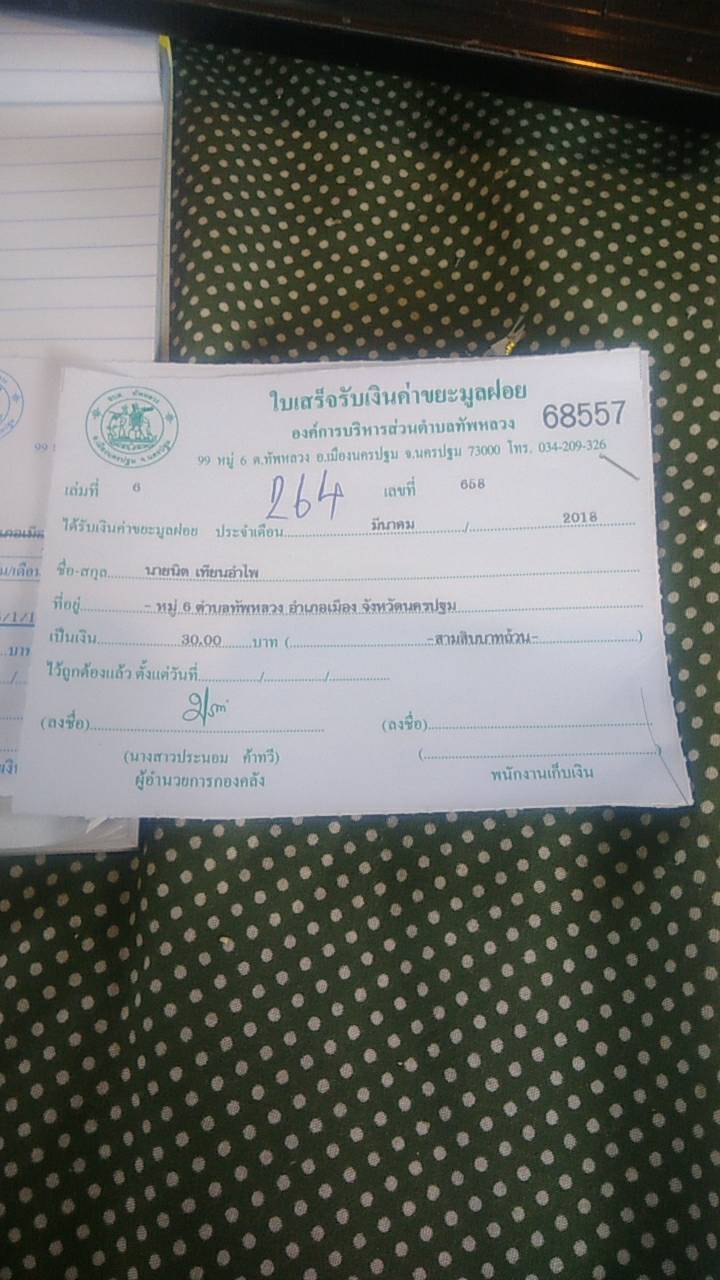 ใบเสร็จรับเงินค่าขยะมูลฝอย
องค์การบริหารส่วนตำบลทัพหลวง 68557
99 หมู่ 6 ต.ทัพหลวง อ.เมืองนครปฐม จ.นครปฐม 73000 โทร. 034-209-326
เล่มที่ 6 264 เลขที่ 658
ได้รับเงินค่าขยะมูลฝอย ประจำเดือน มีนาคม / 2018
ชื่อ-สกุล นายนิต เทียนอำไพ
ที่อยู่ - หมู่ 6 ตำบลทัพหลวง อำเภอเมือง จังหวัดนครปฐม
เป็นเงิน 30.00 บาท ( -สามสิบบาทถ้วน- )
ไว้ถูกต้องแล้ว ตั้งแต่วันที่ / /
(ลงชื่อ) (ลงชื่อ)
(นางสาวประนอม ค้าทวี) ( )
ผู้อำนวยการกองคลัง พนักงานเก็บเงิน